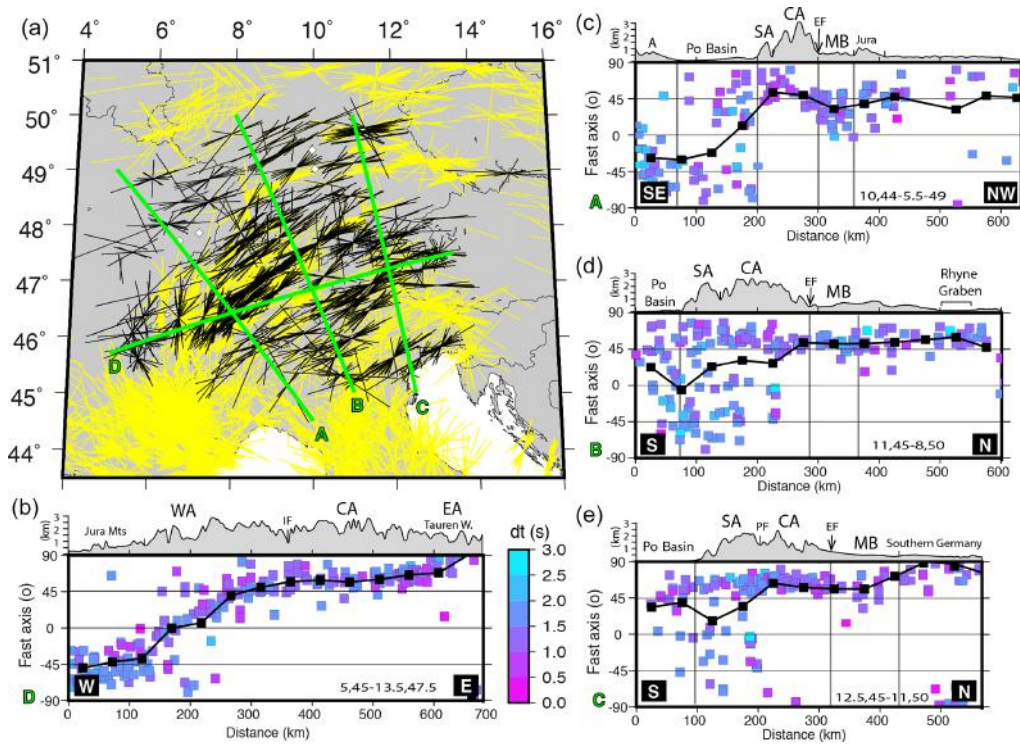 (a)
4° 6° 8° 10° 12° 14° 16°
51°
50°
49°
48°
47°
46°
45°
44°
D
A
B
C
8° 10° 12°
(b)
WA
CA
EA
Jura Mts
IF
Tauren W.
3
2
1
(km)
90
45
0
-45
-90
Fast axis (o)
D
W
E
5,45-13.5,47.5
0 100 200 300 400 500 600 700
Distance (km)
dt (s)
3.0
2.5
2.0
1.5
1.0
0.5
0.0
(c)
CA
SA
EF
A
Po Basin
MB
Jura
3
2
1
(km)
90
45
0
-45
-90
Fast axis (o)
A
SE
NW
10,44-5.5-49
0 100 200 300 400 500 600
Distance (km)
(d)
SA
CA
Po
Basin
EF
MB
Rhyne
Graben
3
2
1
(km)
90
45
0
-45
-90
Fast axis (o)
B
S
N
11,45-8,50
0 100 200 300 400 500 600
Distance (km)
(e)
SA
PF
CA
EF
Po Basin
MB
Southern Germany
3
2
1
(km)
90
45
0
-45
-90
Fast axis (o)
C
S
N
12.5,45-11,50
0 100 200 300 400 500
Distance (km)